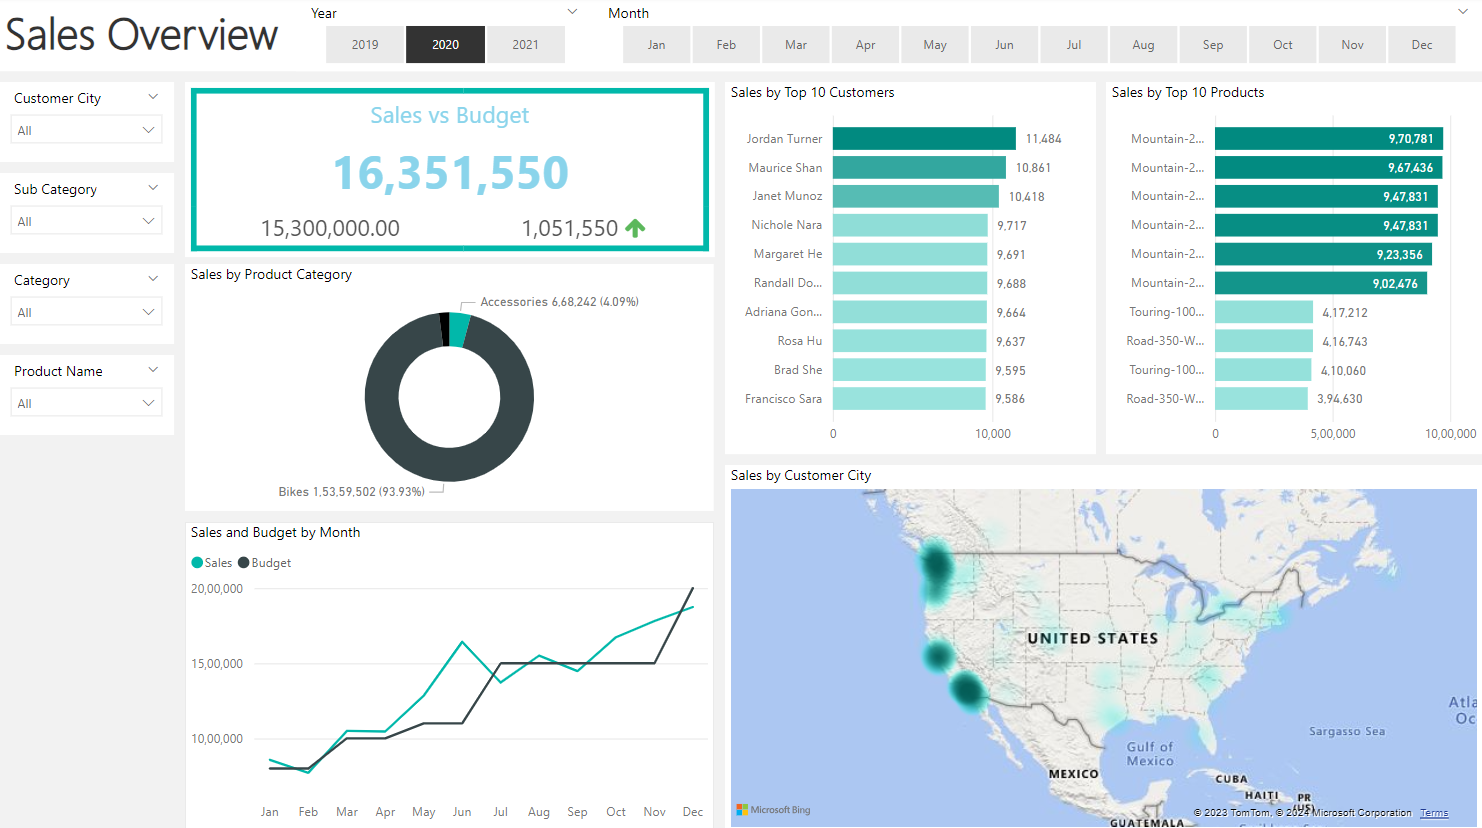 Sales Overview
Year
2019 2020 2021
Month
Jan Feb Mar Apr May Jun Jul Aug Sep Oct Nov Dec
Customer City
All
Sub Category
All
Category
All
Product Name
All
Sales vs Budget
16,351,550
15,300,000.00 1,051,550
Sales by Product Category
Accessories 6,68,242 (4.09%)
Bikes 1,53,59,502 (93.93%)
Sales and Budget by Month
Sales Budget
20,00,000
15,00,000
10,00,000
Jan Feb Mar Apr May Jun Jul Aug Sep Oct Nov Dec
Sales by Top 10 Customers
Jordan Turner 11,484
Maurice Shan 10,861
Janet Munoz 10,418
Nichole Nara 9,717
Margaret He 9,691
Randall Do... 9,688
Adriana Gon... 9,664
Rosa Hu 9,637
Brad She 9,595
Francisco Sara 9,586
0 10,000
Sales by Top 10 Products
Mountain-2... 9,70,781
Mountain-2... 9,67,436
Mountain-2... 9,47,831
Mountain-2... 9,47,831
Mountain-2... 9,23,356
Mountain-2... 9,02,476
Touring-100... 4,17,212
Road-350-W... 4,16,743
Touring-100... 4,10,060
Road-350-W... 3,94,630
0 5,00,000 10,00,000
Sales by Customer City
UNITED STATES
Atla
Oc
Sargasso Sea
Gulf of
Mexico
MEXICO
CUBA
HAITI
PR
(US)
GUATEMALA
Microsoft Bing
© 2023 TomTom, © 2024 Microsoft Corporation Terms